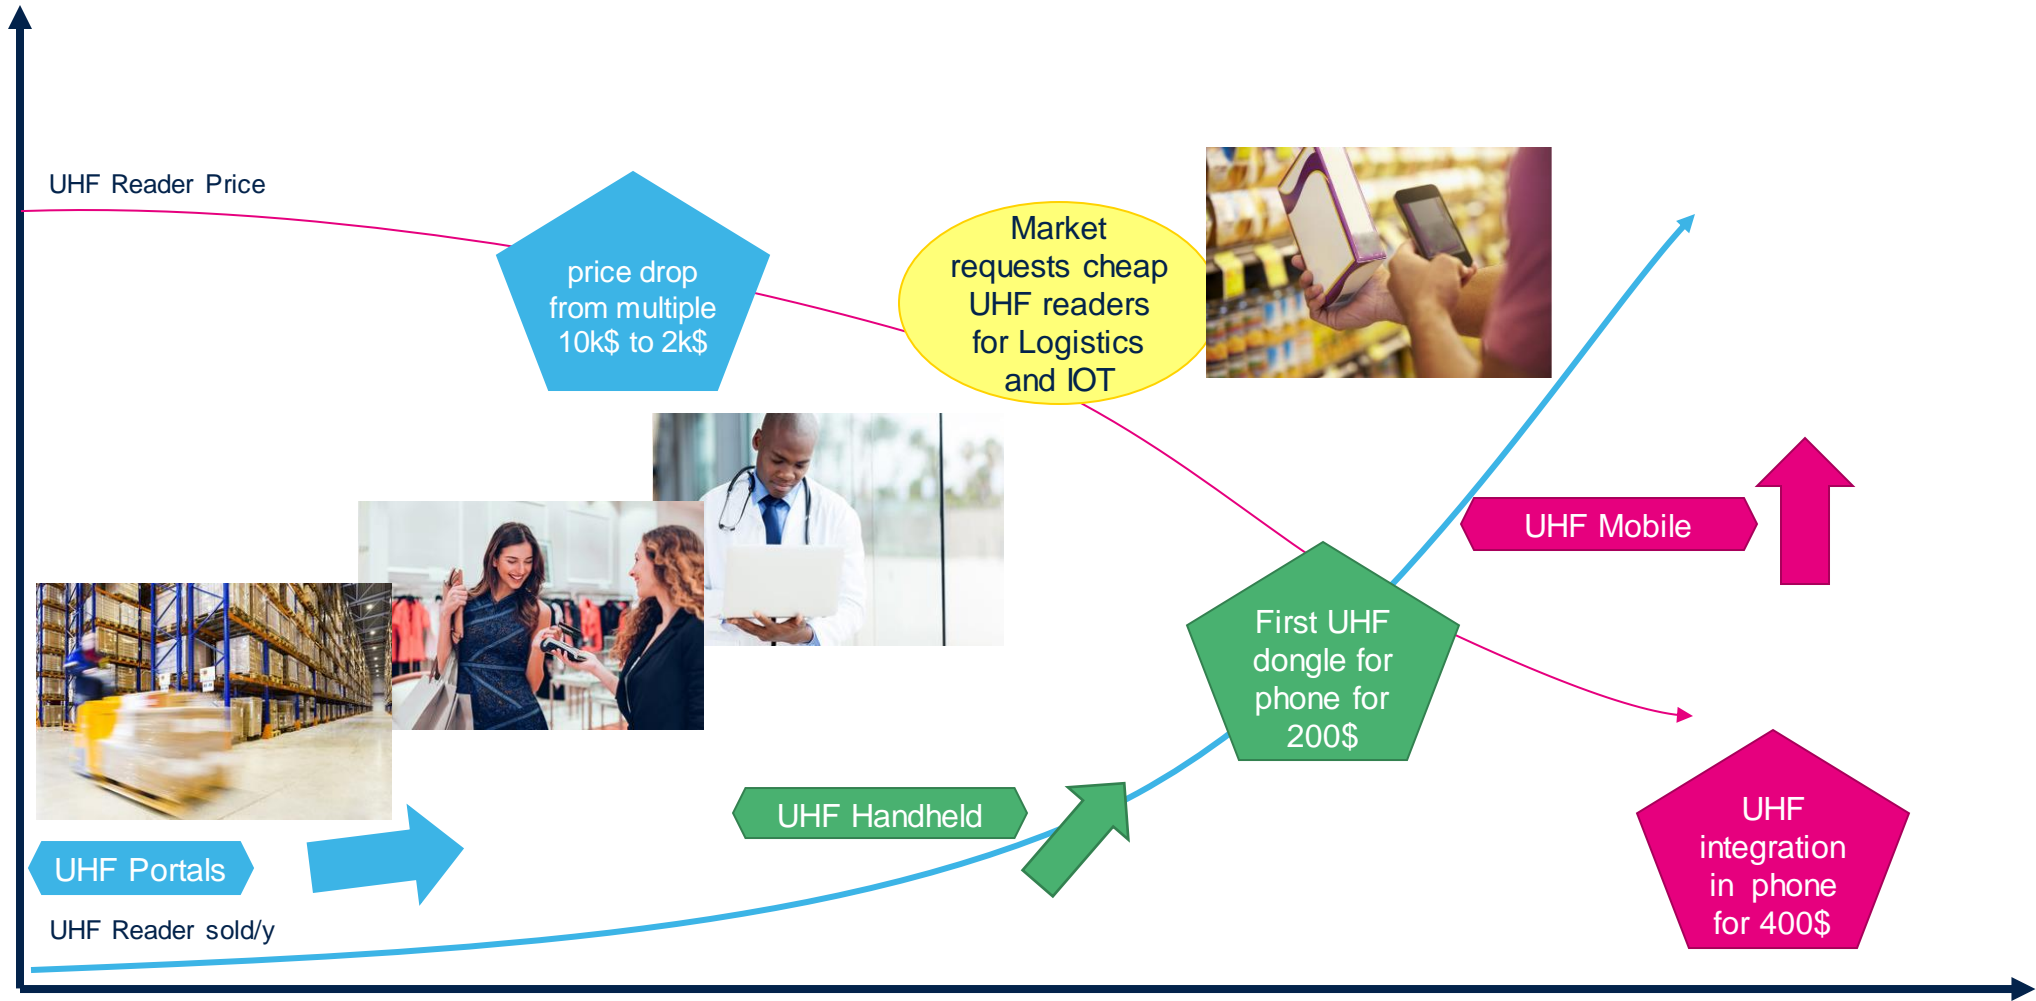 UHF Reader Price
price drop
from multiple
10k$ to 2k$
Market
requests cheap
UHF readers
for Logistics
and IOT
UHF Mobile
First UHF
dongle for
phone for
200$
UHF Handheld
UHF
integration
in phone
for 400$
UHF Portals
UHF Reader sold/y